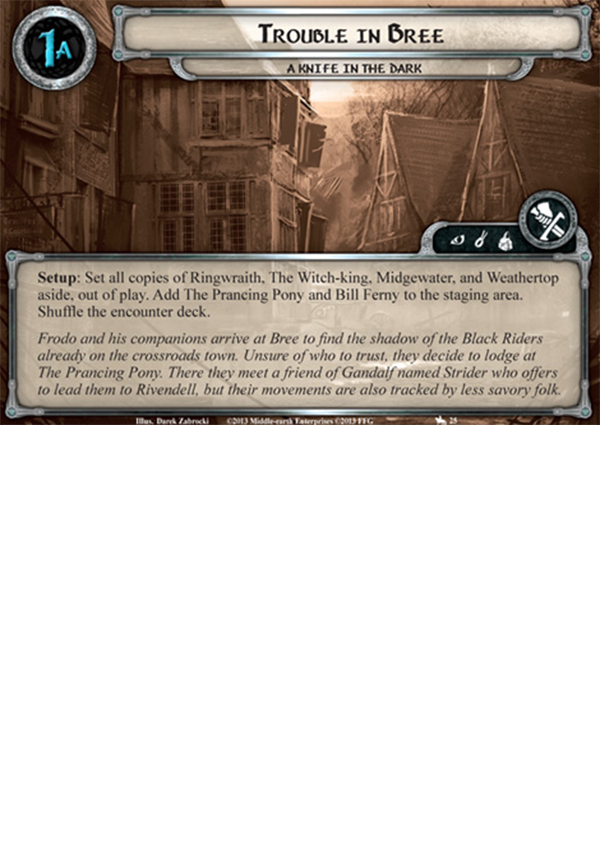 1A
TROUBLE IN BREE
A KNIFE IN THE DARK
Setup: Set all copies of Ringwraith, The Witch-king, Midgewater, and Weathertop
aside, out of play. Add The Prancing Pony and Bill Ferny to the staging area.
Shuffle the encounter deck.
Frodo and his companions arrive at Bree to find the shadow of the Black Riders
already on the crossroads town. Unsure of who to trust, they decide to lodge at
The Prancing Pony. There they meet a friend of Gandalf named Strider who offers
to lead them to Rivendell, but their movements are also tracked by less savory folk.
Illus. Darek Zabrocki ©2013 Middle-earth Enterprises ©2013 FFG 25